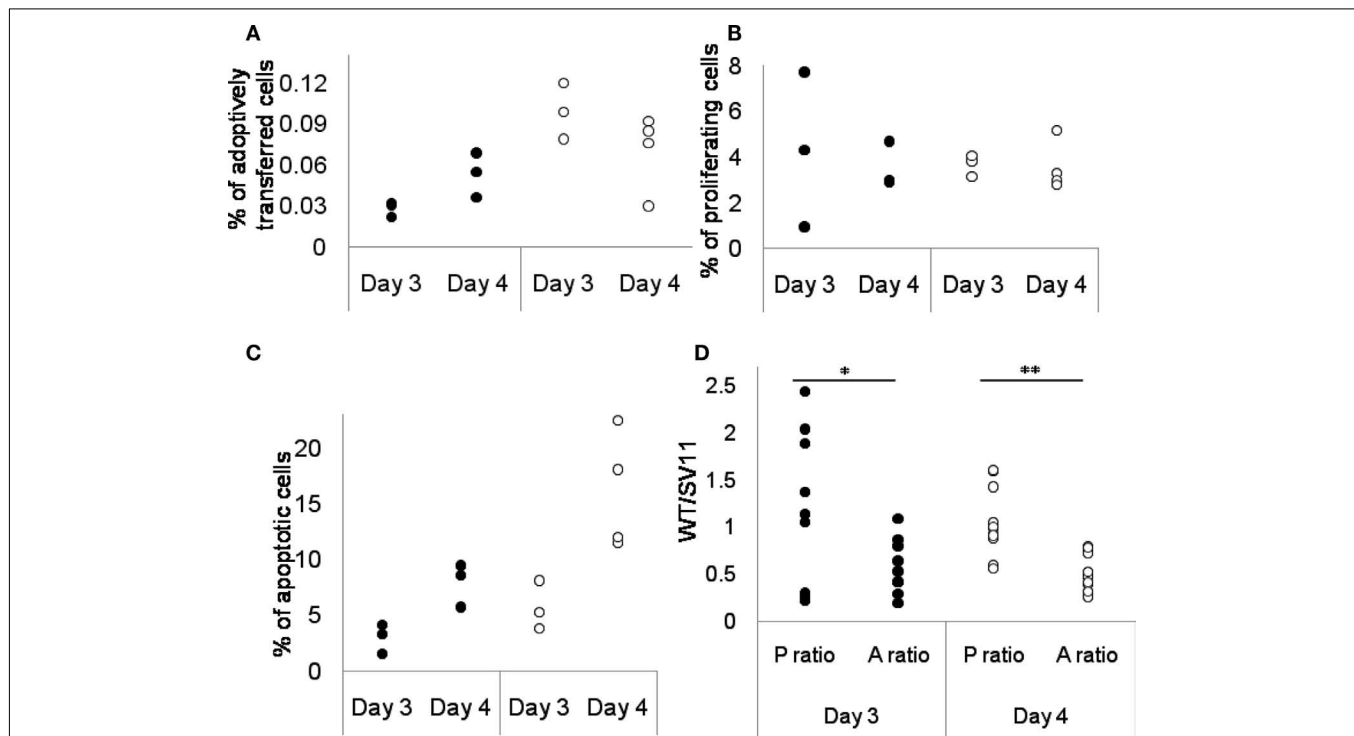 A
% of adoptively
transferred cells
0.12
0.09
0.06
0.03
0
Day 3 Day 4 Day 3 Day 4
B
% of proliferating cells
8
6
4
2
0
Day 3 Day 4 Day 3 Day 4
C
% of apoptotic cells
20
15
10
5
0
Day 3 Day 4 Day 3 Day 4
D
WT/SV11
2.5
2
1.5
1
0.5
0
* **
P ratio A ratio P ratio A ratio
Day 3 Day 4